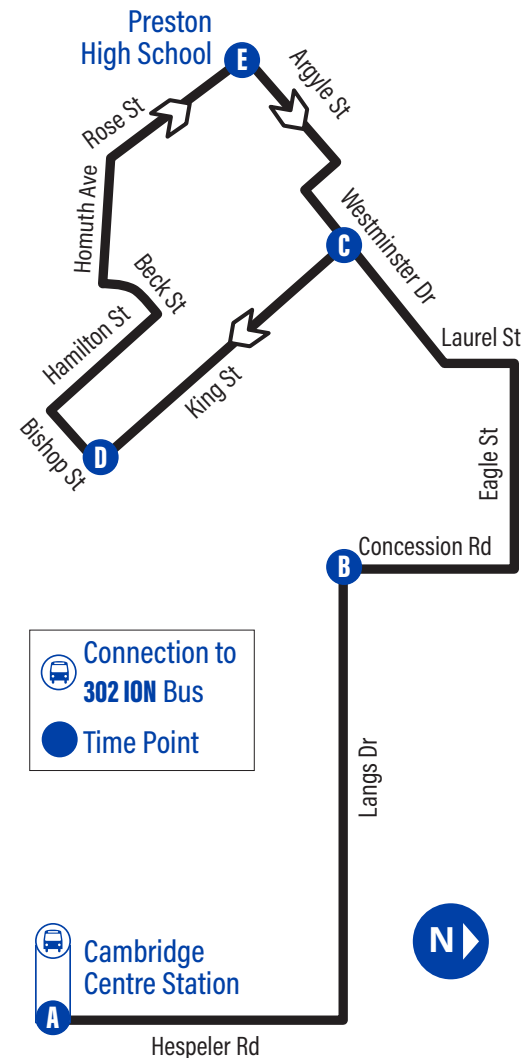 Preston
High School
E
Argyle St
Rose St
Homuth Ave
Westminster Dr
C
Beck St
Hamilton St
Laurel St
King St
Bishop St
D
Eagle St
Concession Rd
B
Connection to
302 ION Bus
Time Point
Langs Dr
N
Cambridge
Centre Station
A
Hespeler Rd